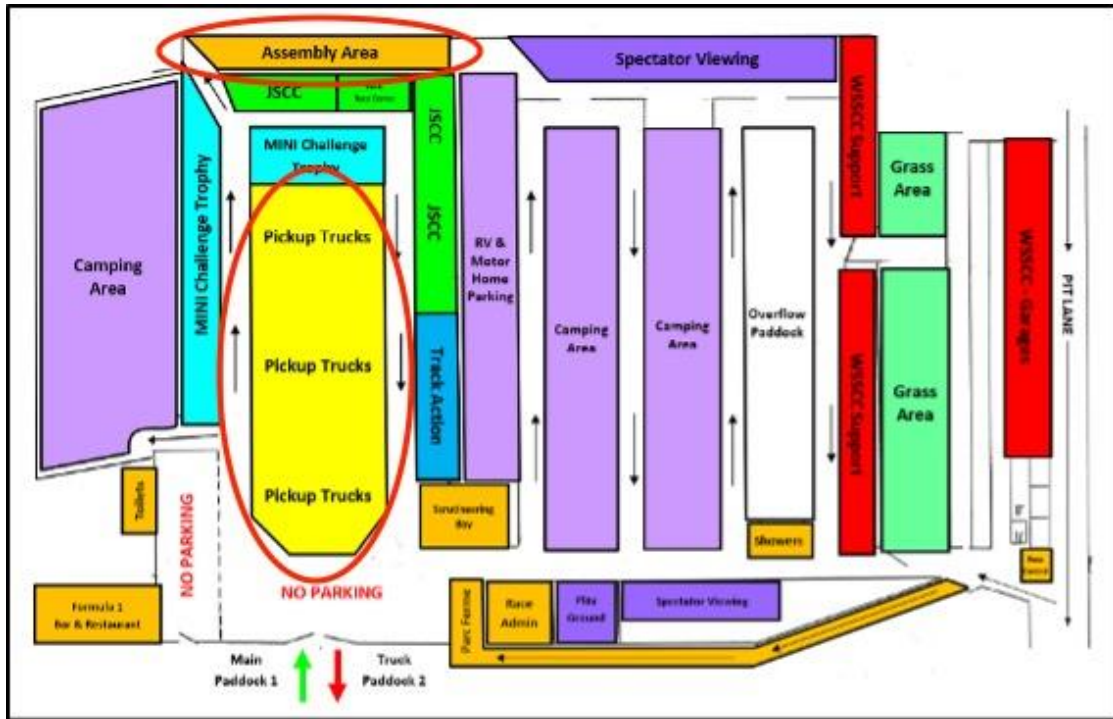 Assembly Area
Spectator Viewing
JSCC
MINI Challenge
Trophy
Camping
Area
MINI Challenge Trophy
Pickup Trucks
Pickup Trucks
Pickup Trucks
JSCC
JSCC
Track Action
RV &
Motor
Home
Parking
Camping
Area
Camping
Area
Overflow
Paddock
WSSCC Support
WSSCC Support
Grass
Area
Grass
Area
WSSCC - Garages
PIT LANE
Toilets
NO PARKING
NO PARKING
Scrutineering
Bay
Showers
Formula 1
Bar & Restaurant
Parc Ferme
Race
Admin
Play
Ground
Spectator Viewing
Main
Paddock 1
Truck
Paddock 2